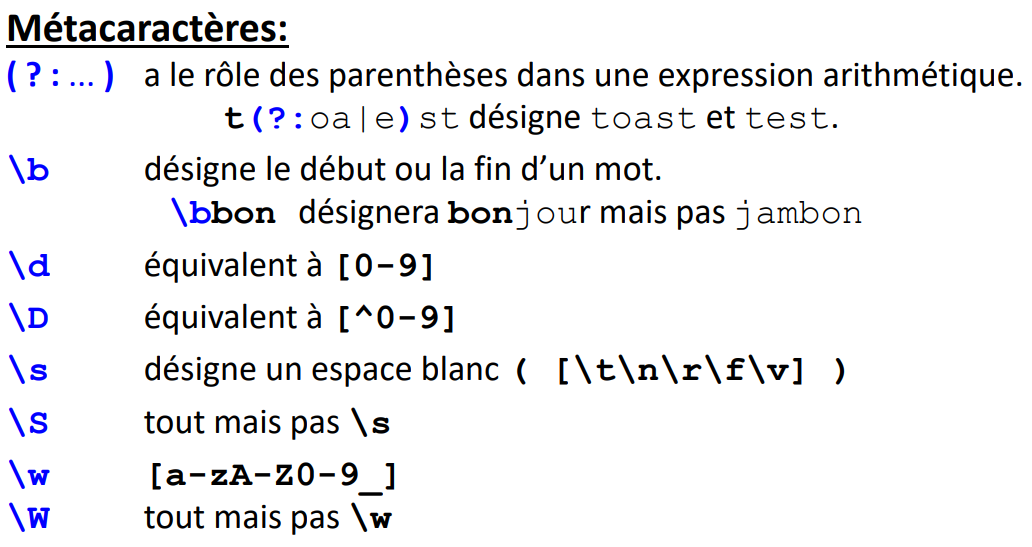 Métacaractères:
(?:…) a le rôle des parenthèses dans une expression arithmétique.
t(?:oa|e)st désigne toast et test.
\b désigne le début ou la fin d’un mot.
\bbon désignera bonjour mais pas jambon
\d équivalent à [0-9]
\D équivalent à [^0-9]
\s désigne un espace blanc ( [\t\n\r\f\v] )
\S tout mais pas \s
\w [a-zA-Z0-9_]
\W tout mais pas \w